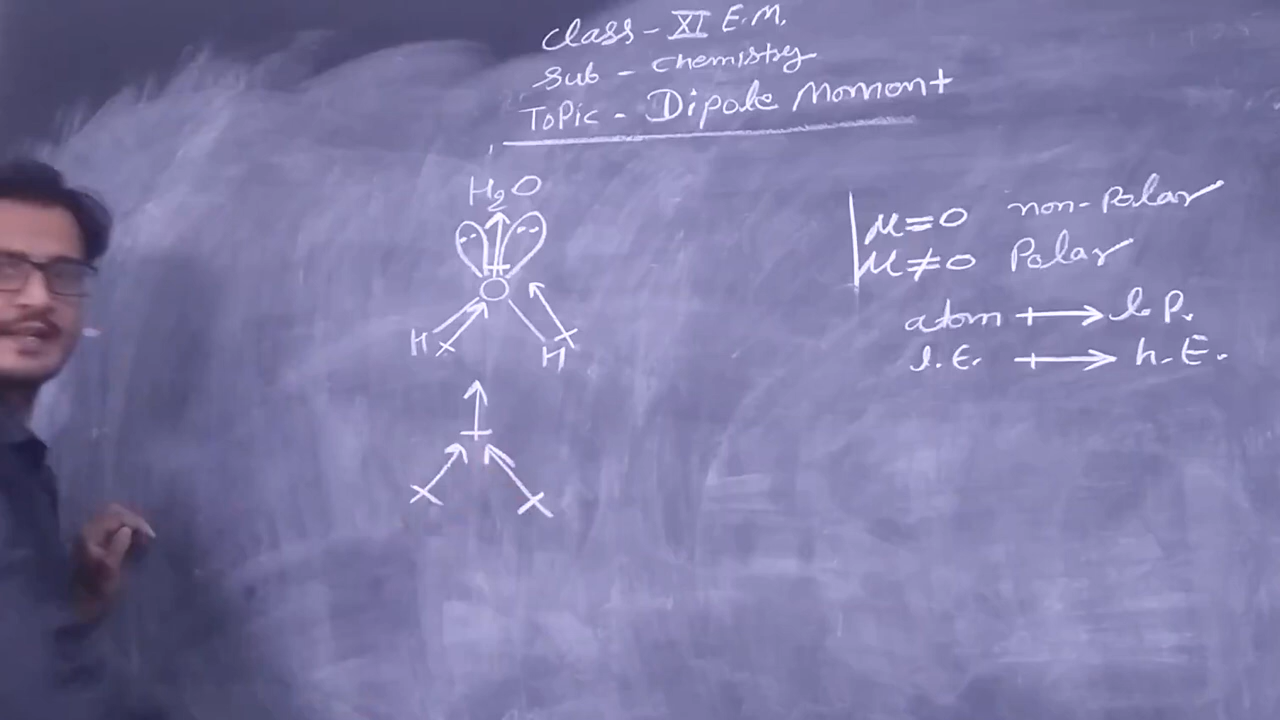 Class - XI E.M.
Sub - Chemistry
Topic - Dipole Moment
H₂O
O
H H
μ=0 non-Polar
μ≠0 Polar
atom ⟶ l.P.
l.E. ⟶ h.E.